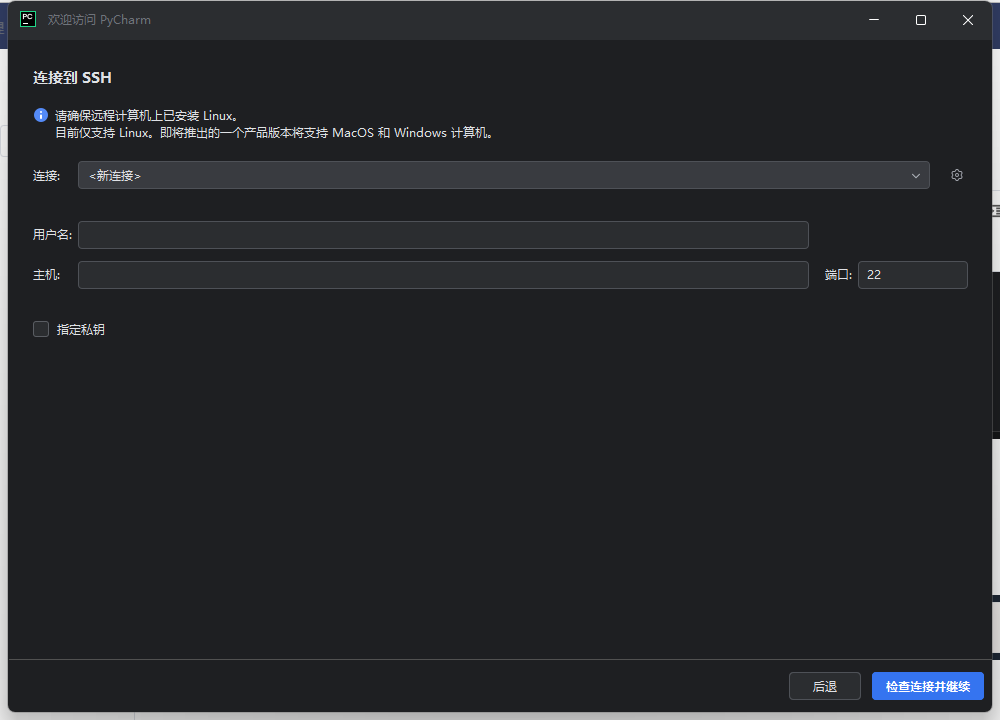 PC 欢迎访问 PyCharm
连接到 SSH
请确保远程计算机上已安装 Linux。
目前仅支持 Linux。即将推出的一个产品版本将支持 MacOS 和 Windows 计算机。
连接: <新连接>
用户名:
主机: 端口: 22
指定私钥
后退 检查连接并继续